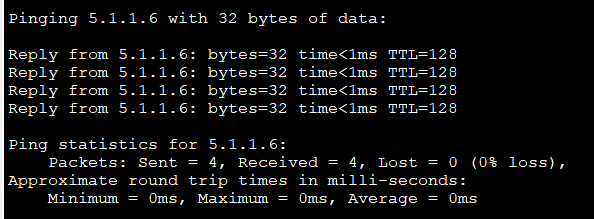 Pinging 5.1.1.6 with 32 bytes of data:
Reply from 5.1.1.6: bytes=32 time<1ms TTL=128
Reply from 5.1.1.6: bytes=32 time<1ms TTL=128
Reply from 5.1.1.6: bytes=32 time<1ms TTL=128
Reply from 5.1.1.6: bytes=32 time<1ms TTL=128
Ping statistics for 5.1.1.6:
Packets: Sent = 4, Received = 4, Lost = 0 (0% loss),
Approximate round trip times in milli-seconds:
Minimum = 0ms, Maximum = 0ms, Average = 0ms